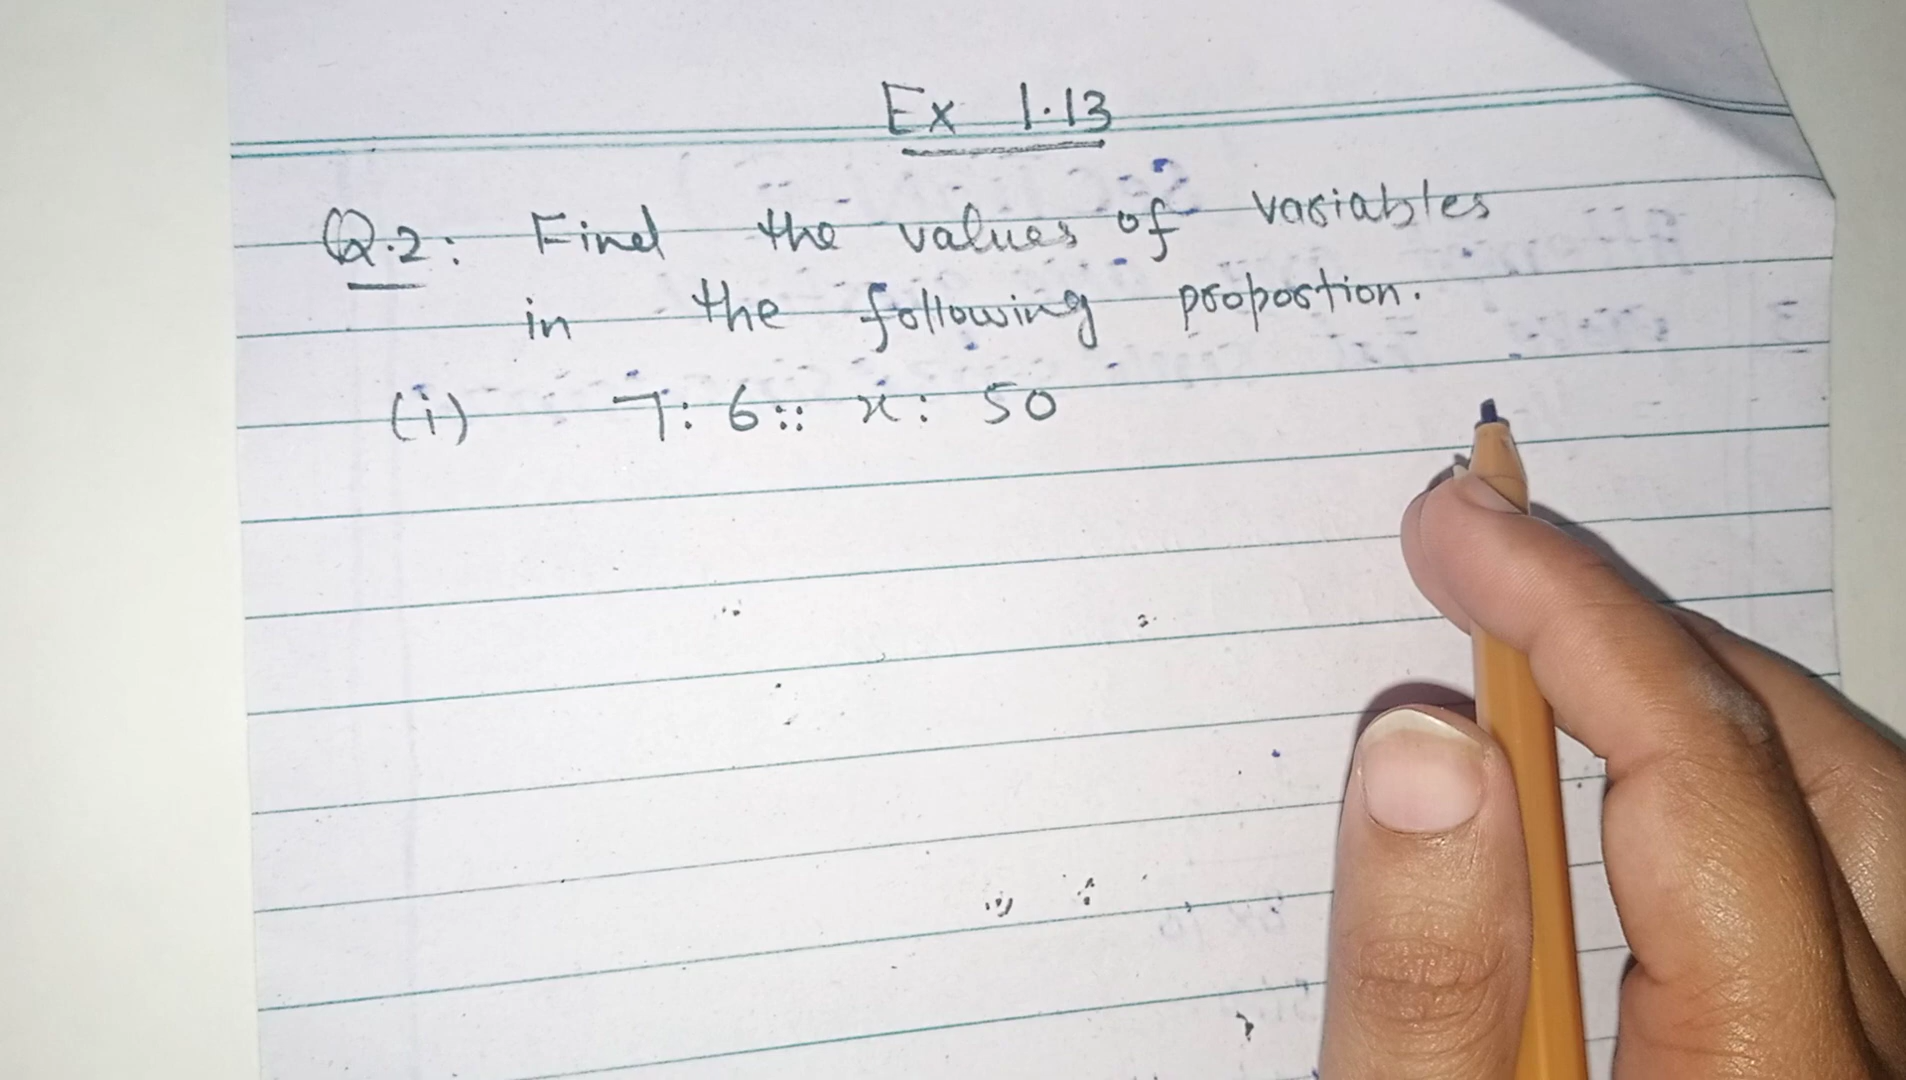 Ex 1.13
Q.2: Find the values of variables
in the following proportion.
(i) 7: 6:: x: 50